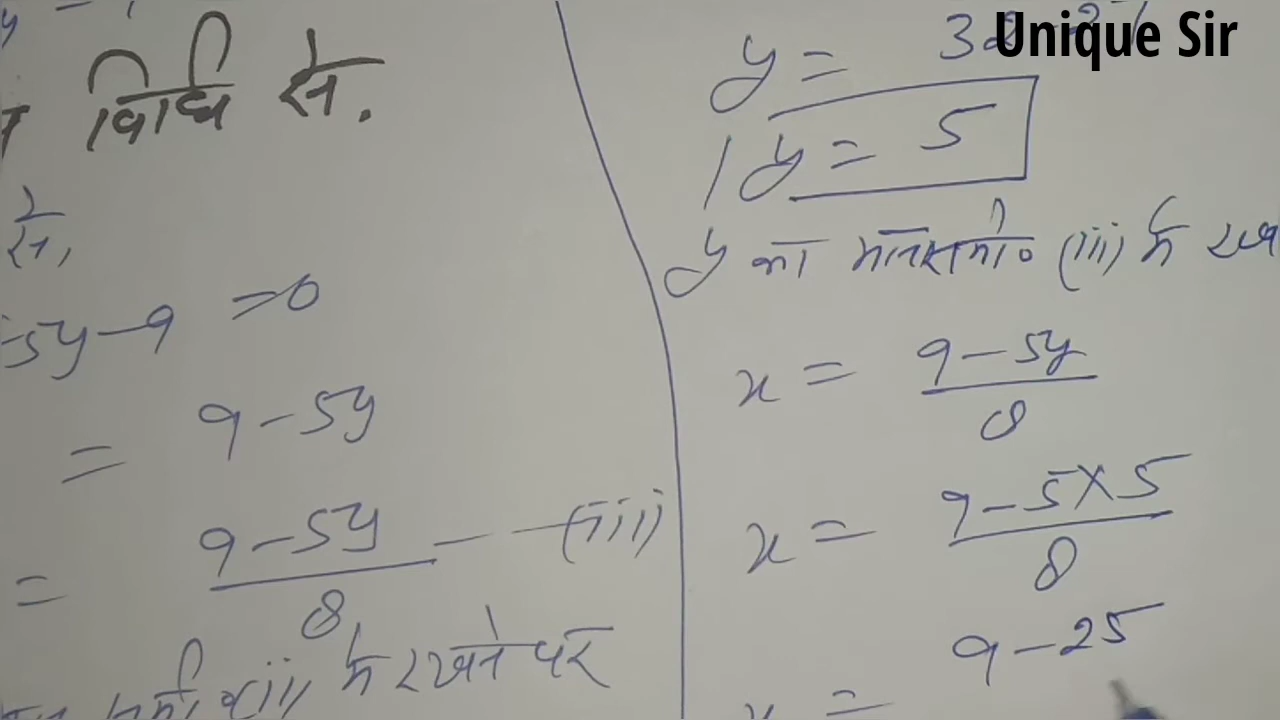 विधि से.
से,
-5y-9 =0
= 9-5y
= 9-5y/8 --- (iii)
(ii) में रखने पर
Unique Sir
y =
y = 5
y का मान समी० (iii) में रख
x = 9-5y/8
x = 9-5×5/8
x = 9-25